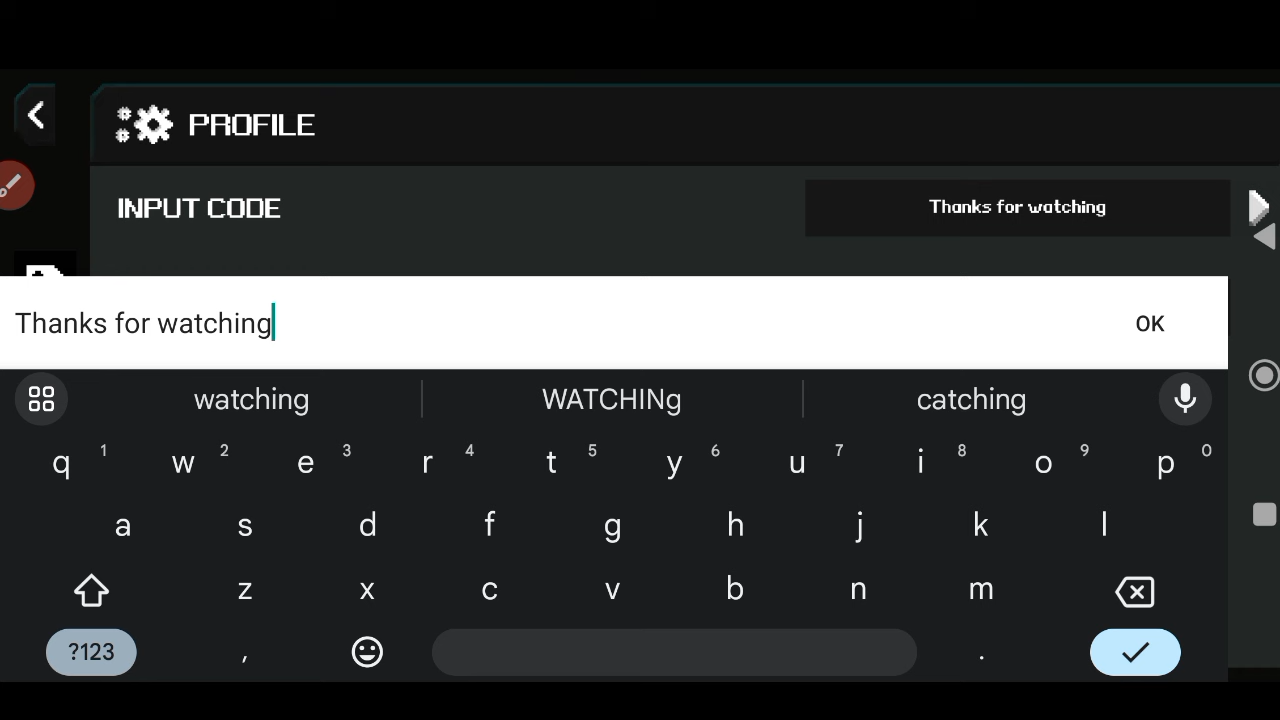 PROFILE
INPUT CODE
Thanks for watching
Thanks for watching
OK
watching WATCHINg catching
q 1 w 2 e 3 r 4 t 5 y 6 u 7 i 8 o 9 p 0
a s d f g h j k l
z x c v b n m
?123 , .